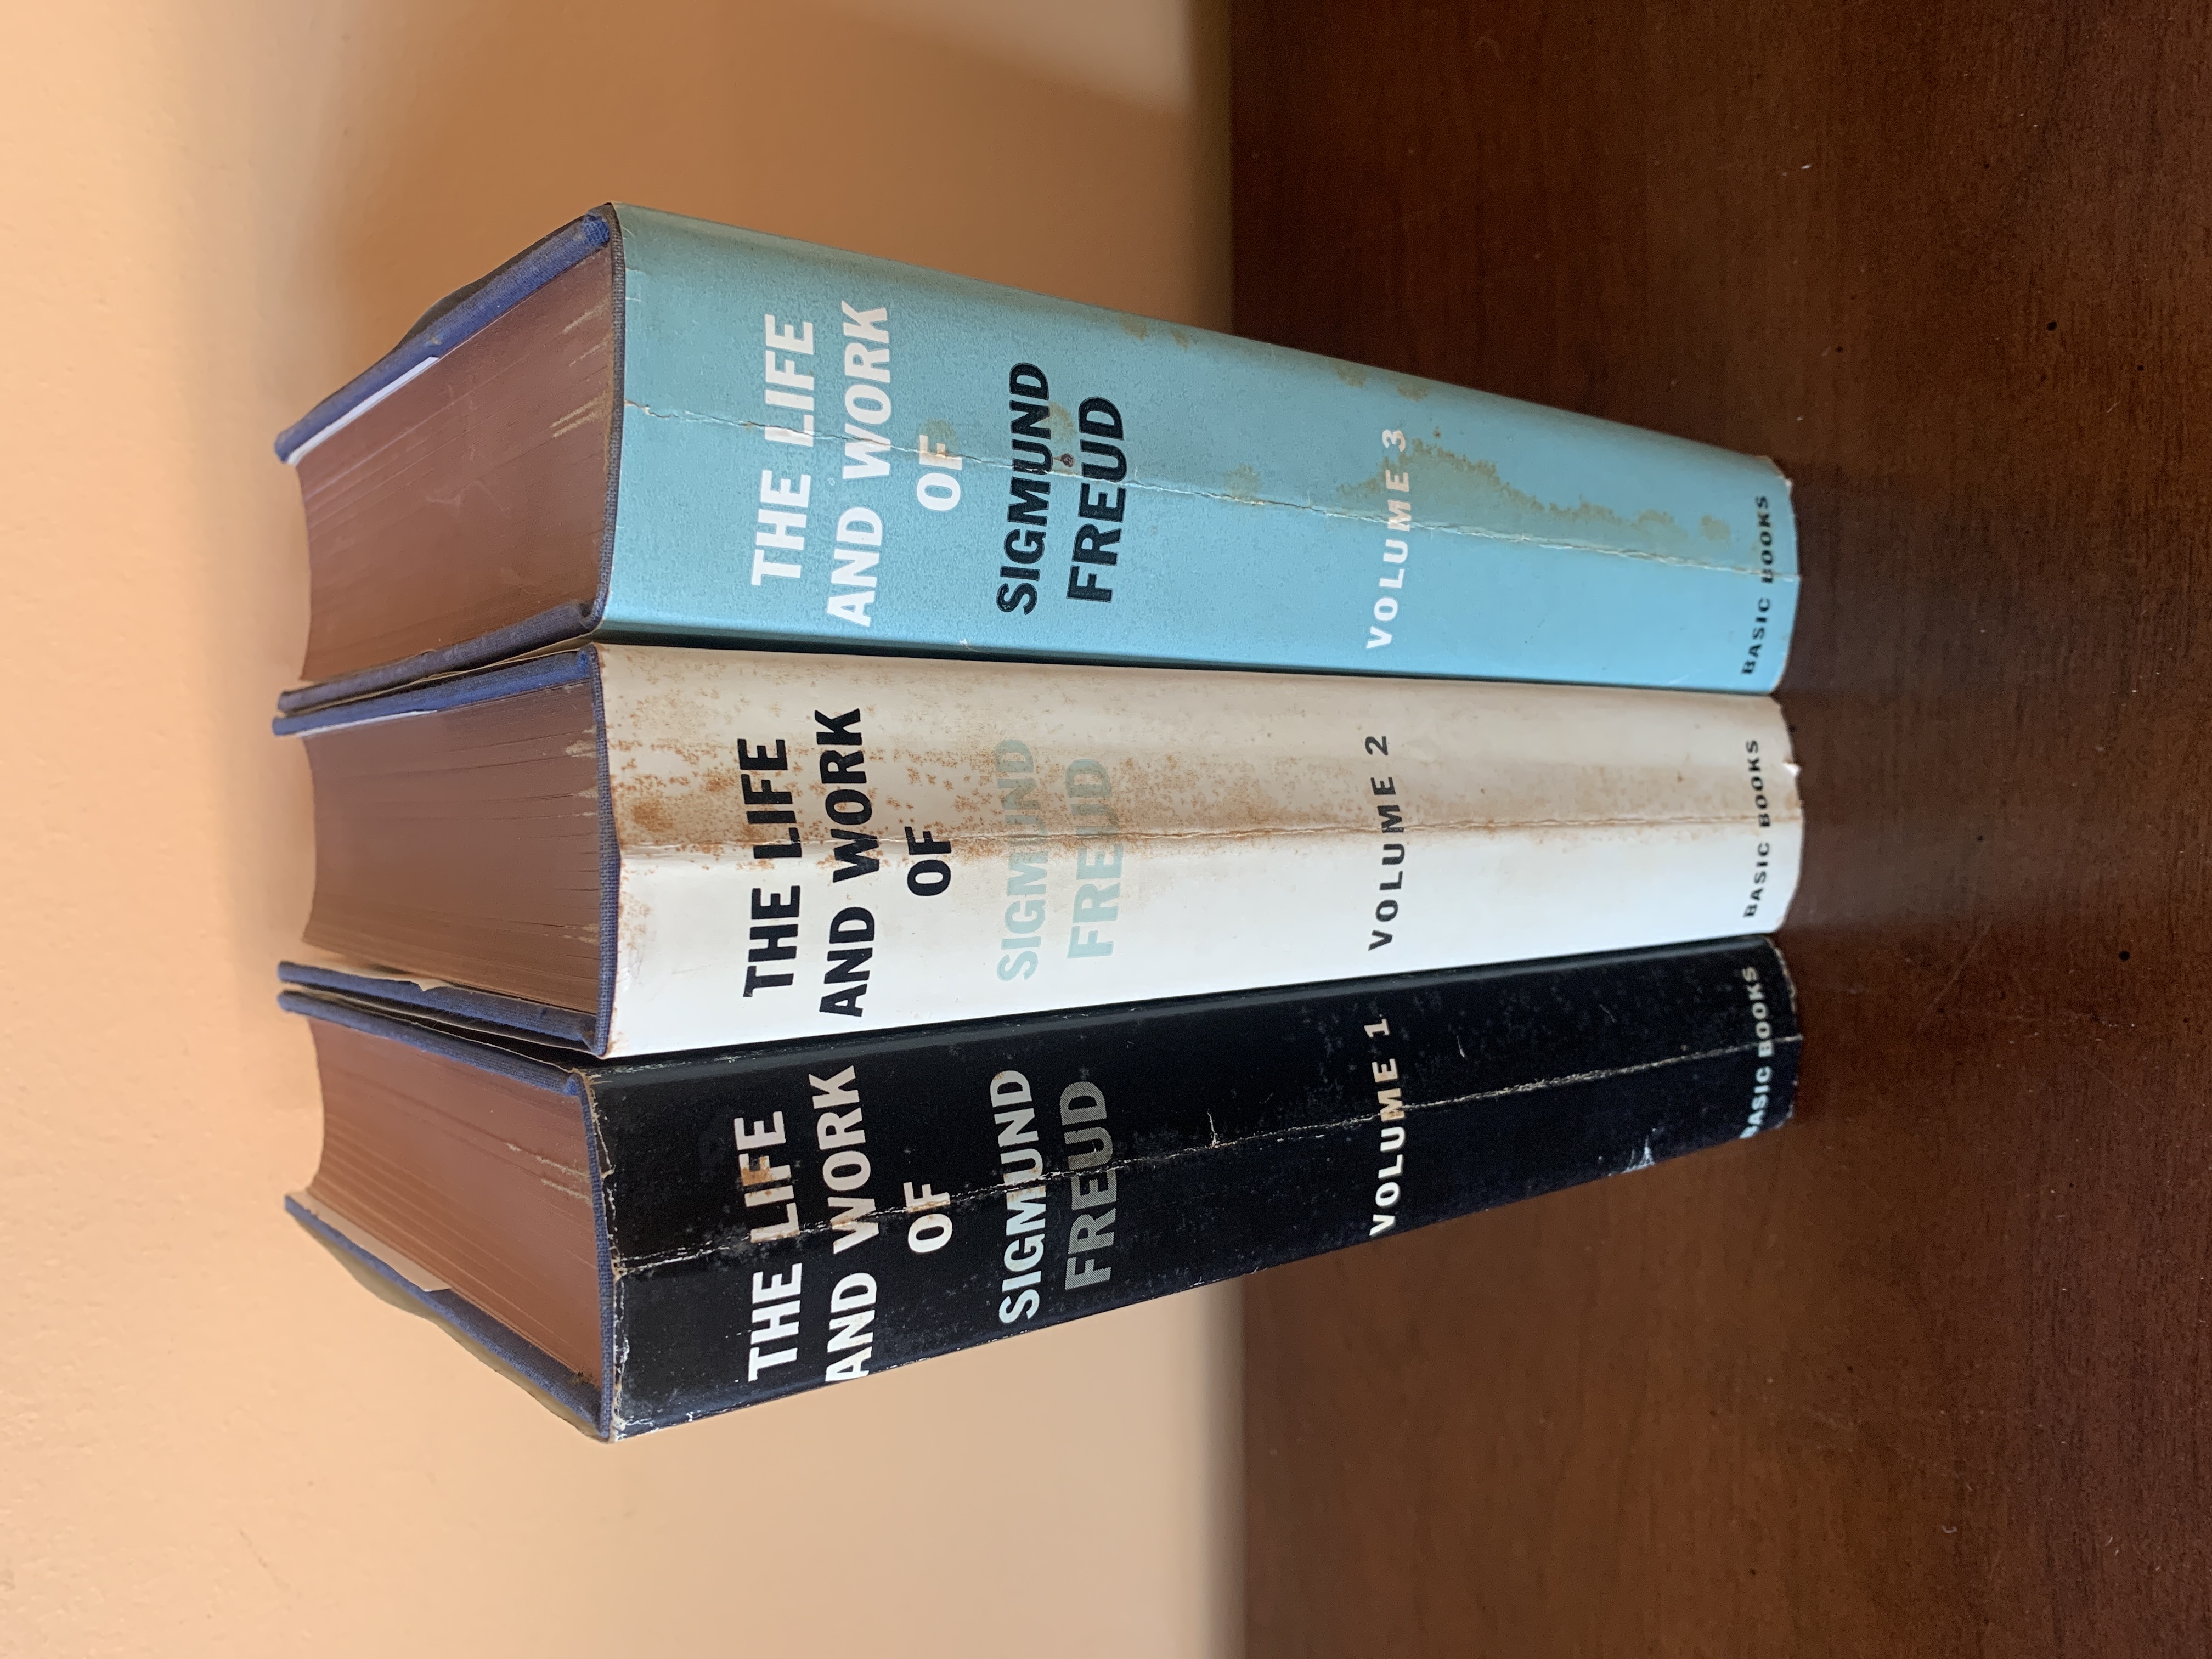 THE LIFE
AND WORK
OF
SIGMUND
FREUD
VOLUME 1
BASIC BOOKS
THE LIFE
AND WORK
OF
SIGMUND
FREUD
VOLUME 2
BASIC BOOKS
THE LIFE
AND WORK
OF
SIGMUND
FREUD
VOLUME 3
BASIC BOOKS